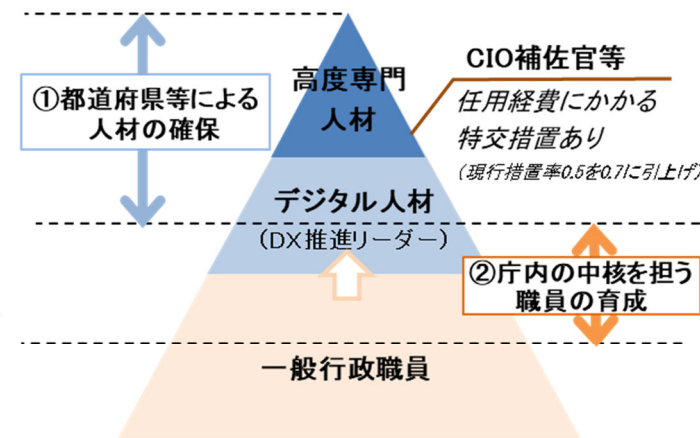 高度専門
人材
CIO補佐官等
任用経費にかかる
特交措置あり
（現行措置率0.5を0.7に引上げ）
①都道府県等による
人材の確保
デジタル人材
（DX推進リーダー）
②庁内の中核を担う
職員の育成
一般行政職員